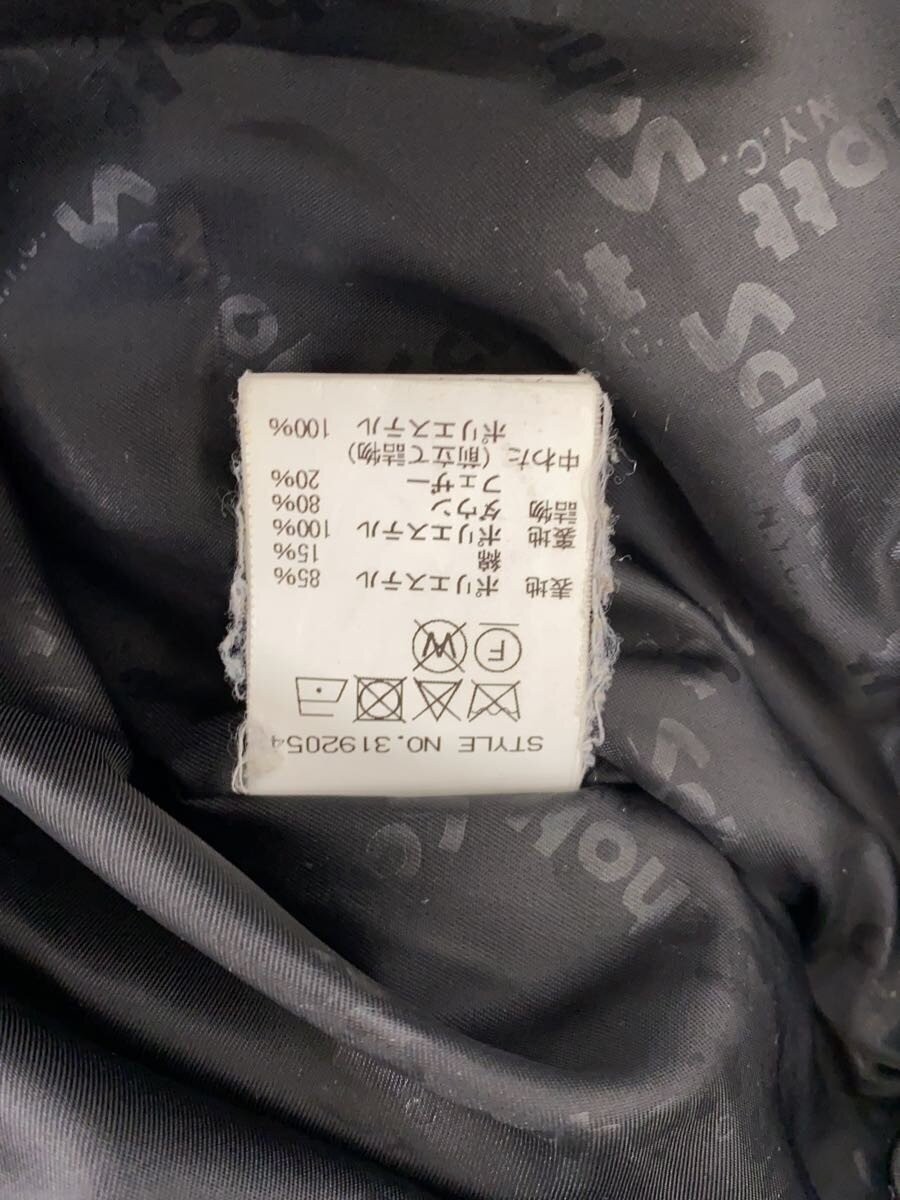 STYLE NO.3192054
F W
表地 ポリエステル 85%
綿 15%
裏地 ポリエステル 100%
詰物 ダウン 80%
フェザー 20%
中わた (前立て詰物)
ポリエステル 100%
N.Y.C.